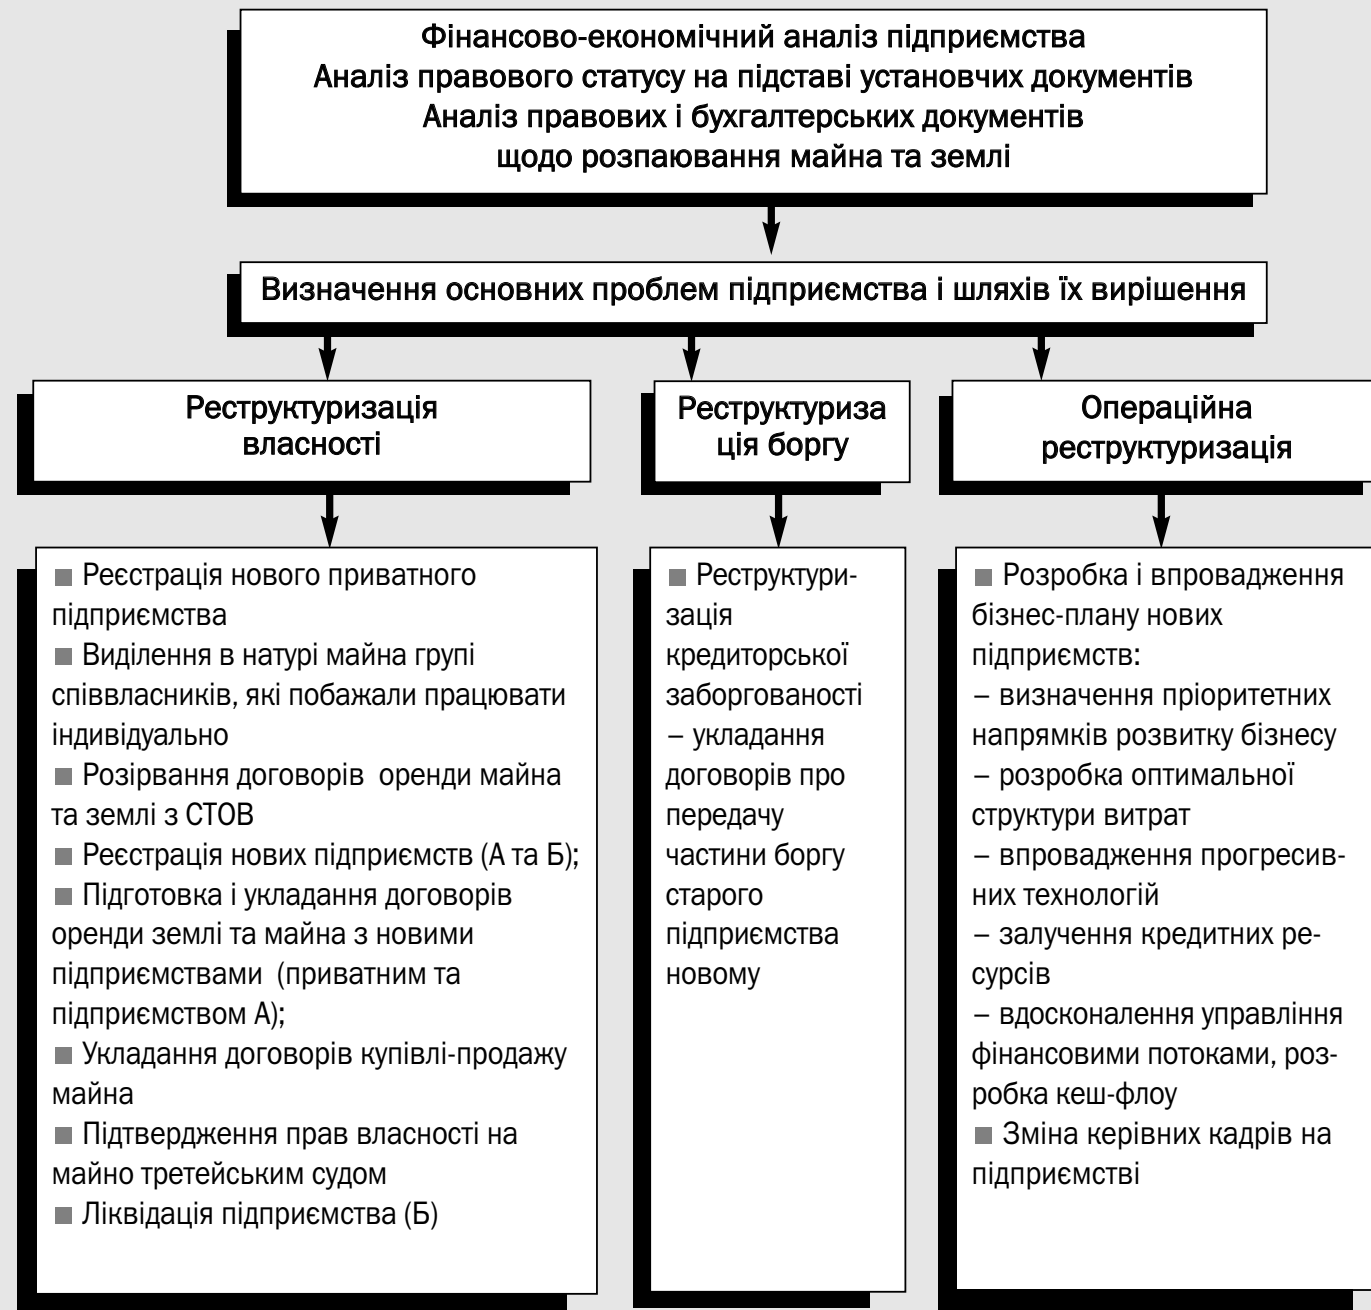 Фінансово-економічний аналіз підприємства
Аналіз правового статусу на підставі установчих документів
Аналіз правових і бухгалтерських документів
щодо розпаювання майна та землі
Визначення основних проблем підприємства і шляхів їх вирішення
Реструктуризація
власності
Реструктуриза
ція боргу
Операційна
реструктуризація
■ Реєстрація нового приватного
підприємства
■ Виділення в натурі майна групі
співвласників, які побажали працювати
індивідуально
■ Розірвання договорів оренди майна
та землі з СТОВ
■ Реєстрація нових підприємств (А та Б);
■ Підготовка і укладання договорів
оренди землі та майна з новими
підприємствами (приватним та
підприємством А);
■ Укладання договорів купівлі-продажу
майна
■ Підтвердження прав власності на
майно третейським судом
■ Ліквідація підприємства (Б)
■ Реструктури-
зація
кредиторської
заборгованості
– укладання
договорів про
передачу
частини боргу
старого
підприємства
новому
■ Розробка і впровадження
бізнес-плану нових
підприємств:
– визначення пріоритетних
напрямків розвитку бізнесу
– розробка оптимальної
структури витрат
– впровадження прогресив-
них технологій
– залучення кредитних ре-
сурсів
– вдосконалення управління
фінансовими потоками, роз-
робка кеш-флоу
■ Зміна керівних кадрів на
підприємстві